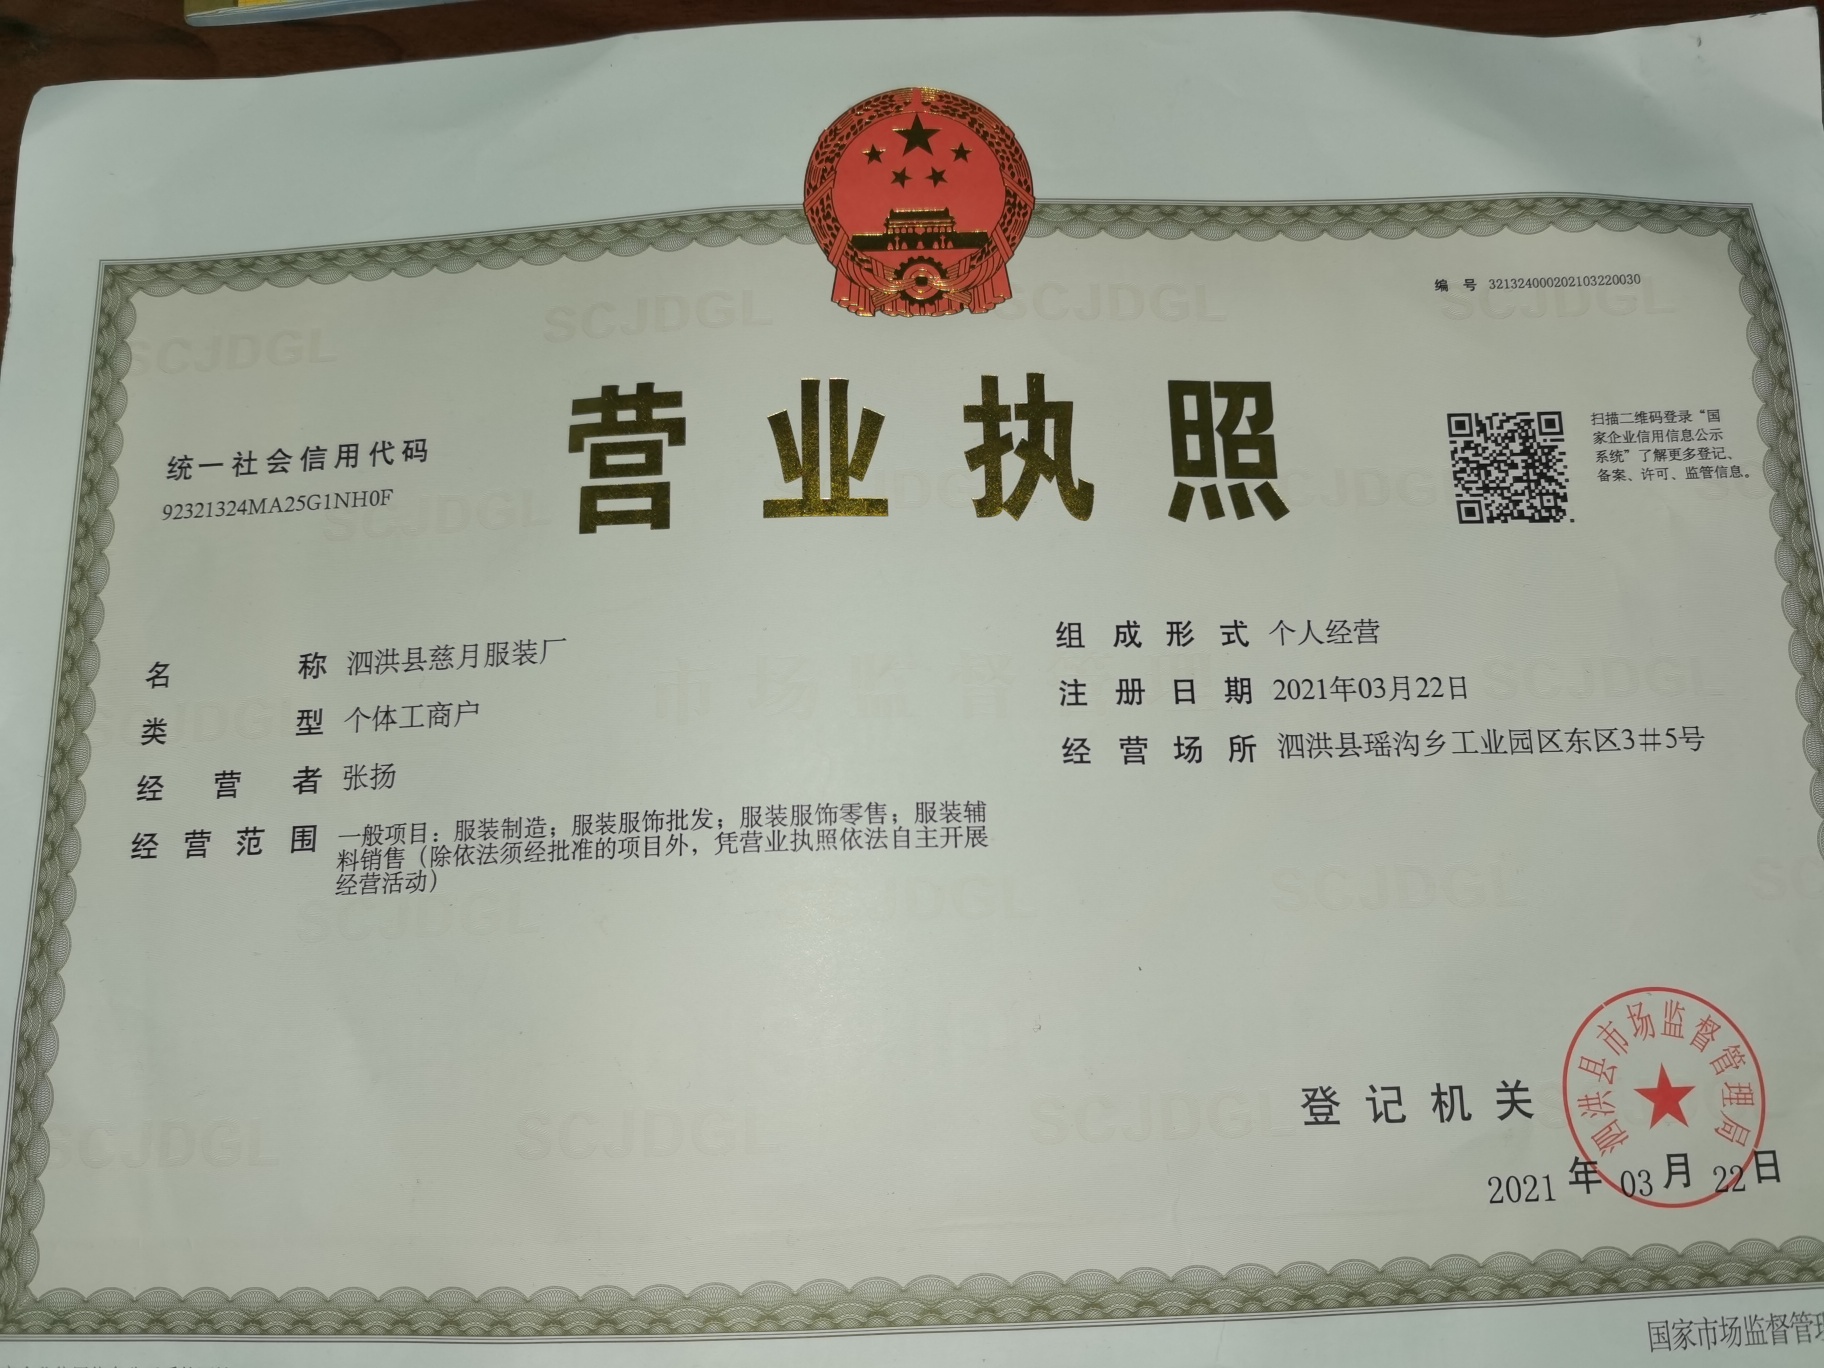 编号 321324000202103220030
营业执照
统一社会信用代码
92321324MA25G1NH0F
扫描二维码登录“国
家企业信用信息公示
系统”了解更多登记、
备案、许可、监管信息。
名称 泗洪县慈月服装厂
类型 个体工商户
经营者 张扬
经营范围 一般项目：服装制造；服装服饰批发；服装服饰零售；服装辅
料销售（除依法须经批准的项目外，凭营业执照依法自主开展
经营活动）
组成形式 个人经营
注册日期 2021年03月22日
经营场所 泗洪县瑶沟乡工业园区东区3#5号
登记机关
泗洪县市场监督管理局
2021年03月22日
国家市场监督管理